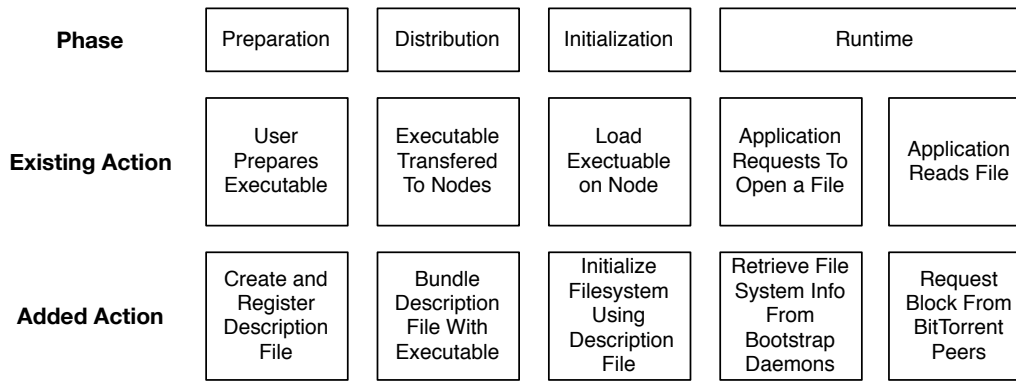 Phase
Preparation
Distribution
Initialization
Runtime
Existing Action
User
Prepares
Executable
Executable
Transfered
To Nodes
Load
Exectuable
on Node
Application
Requests To
Open a File
Application
Reads File
Added Action
Create and
Register
Description
File
Bundle
Description
File With
Executable
Initialize
Filesystem
Using
Description
File
Retrieve File
System Info
From
Bootstrap
Daemons
Request
Block From
BitTorrent
Peers